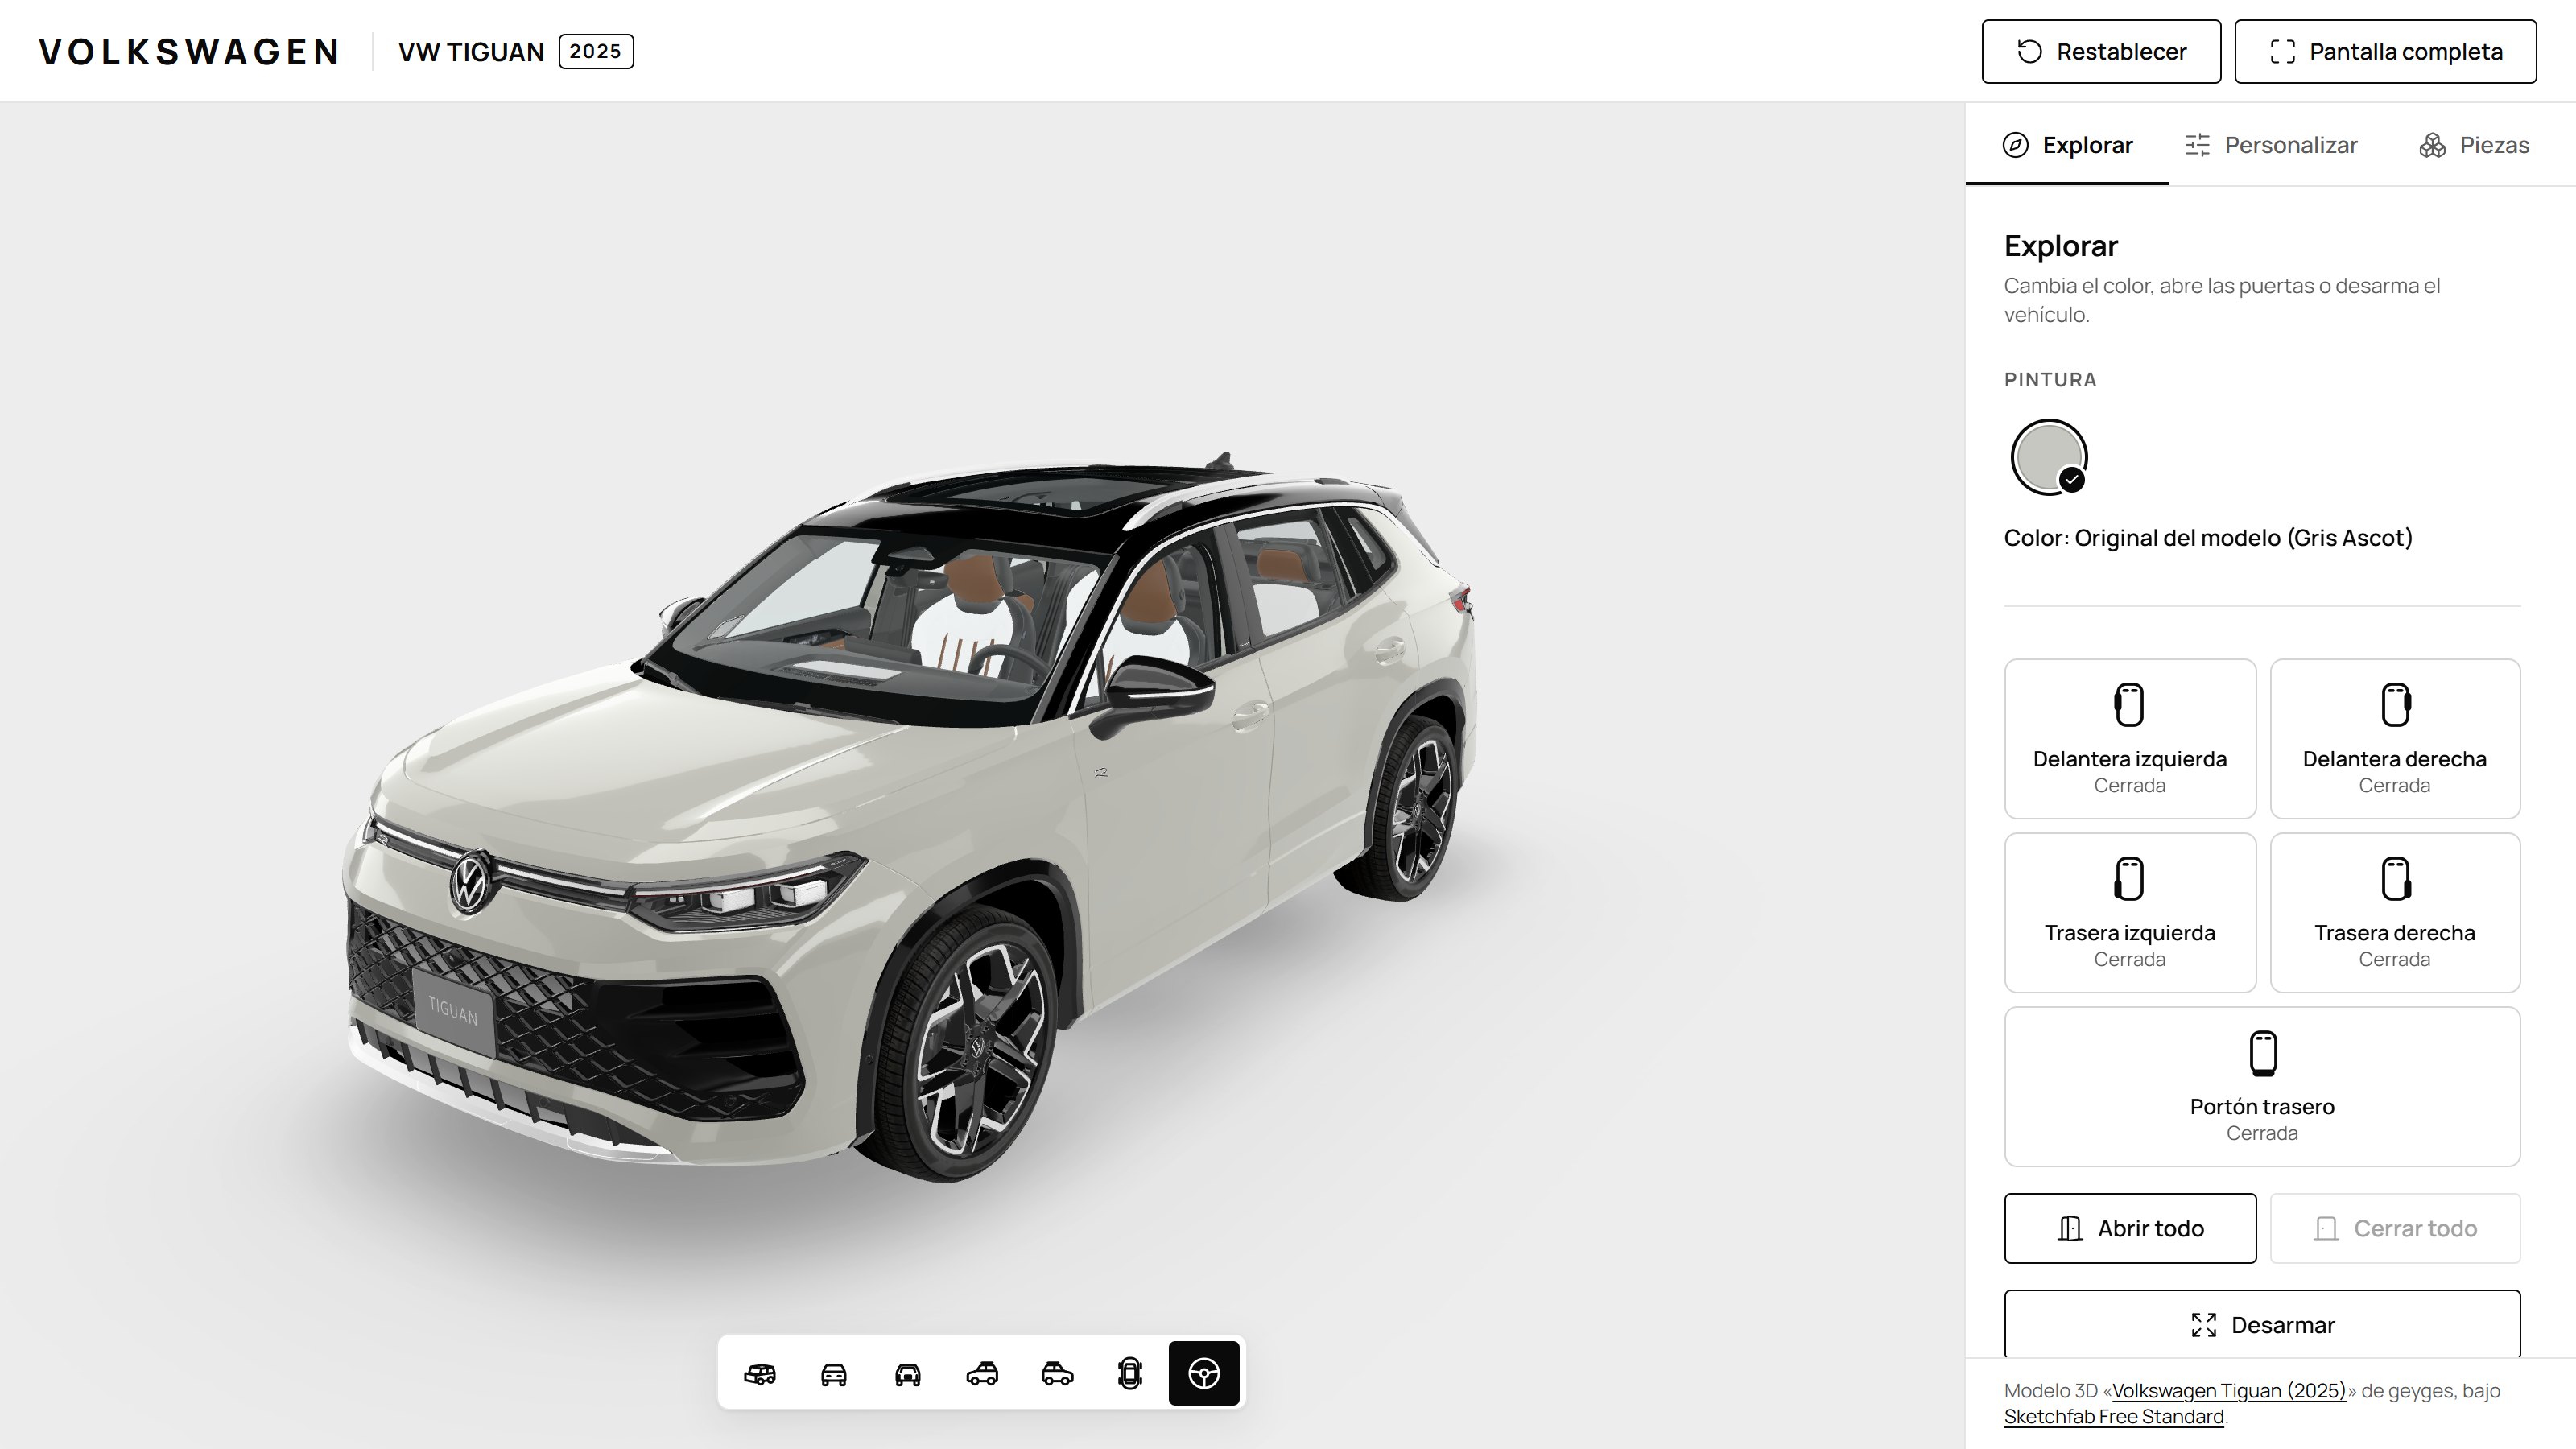 VOLKSWAGEN
VW TIGUAN 2025
Restablecer
Pantalla completa
Explorar
Personalizar
Piezas
Explorar
Cambia el color, abre las puertas o desarma el
vehículo.
PINTURA
Color: Original del modelo (Gris Ascot)
Delantera izquierda
Cerrada
Delantera derecha
Cerrada
Trasera izquierda
Cerrada
Trasera derecha
Cerrada
Portón trasero
Cerrada
Abrir todo
Cerrar todo
Desarmar
Modelo 3D «Volkswagen Tiguan (2025)» de geyges, bajo
Sketchfab Free Standard.
TIGUAN